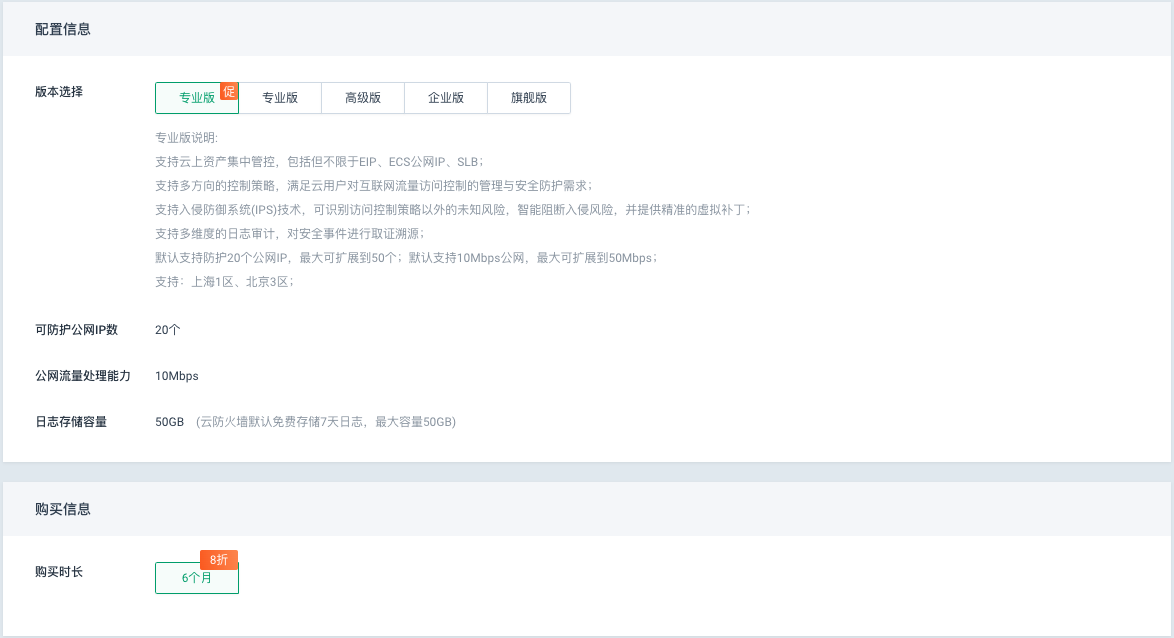 配置信息
版本选择
专业版 促 专业版 高级版 企业版 旗舰版
专业版说明:
支持云上资产集中管控，包括但不限于EIP、ECS公网IP、SLB；
支持多方向的控制策略，满足云用户对互联网流量访问控制的管理与安全防护需求；
支持入侵防御系统(IPS)技术，可识别访问控制策略以外的未知风险，智能阻断入侵风险，并提供精准的虚拟补丁；
支持多维度的日志审计，对安全事件进行取证溯源；
默认支持防护20个公网IP，最大可扩展到50个；默认支持10Mbps公网，最大可扩展到50Mbps；
支持：上海1区、北京3区；
可防护公网IP数 20个
公网流量处理能力 10Mbps
日志存储容量 50GB (云防火墙默认免费存储7天日志，最大容量50GB)
购买信息
8折
购买时长 6个月